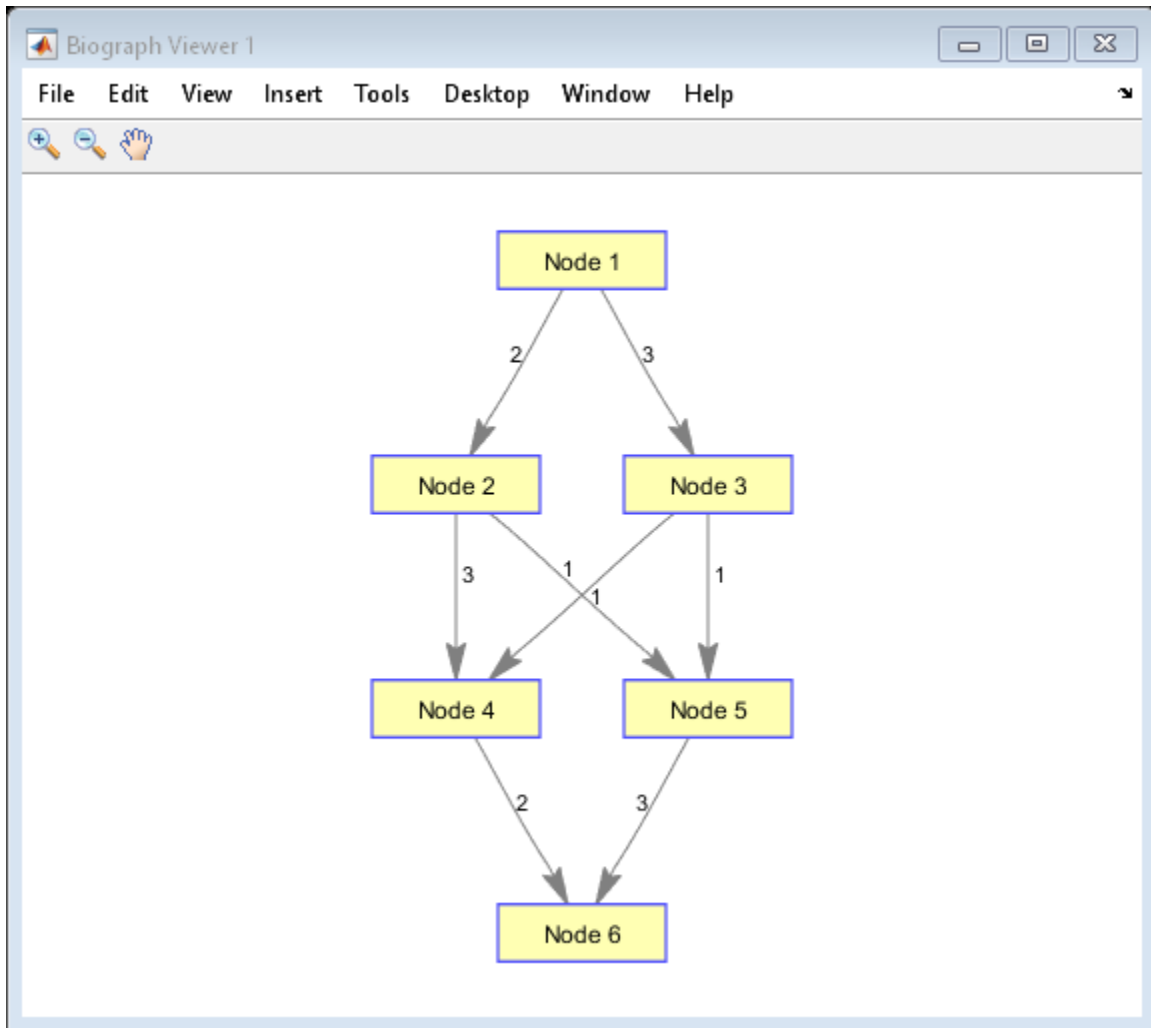 Biograph Viewer 1
File Edit View Insert Tools Desktop Window Help
Node 1
2 3
Node 2 Node 3
3 1 1 1
Node 4 Node 5
2 3
Node 6